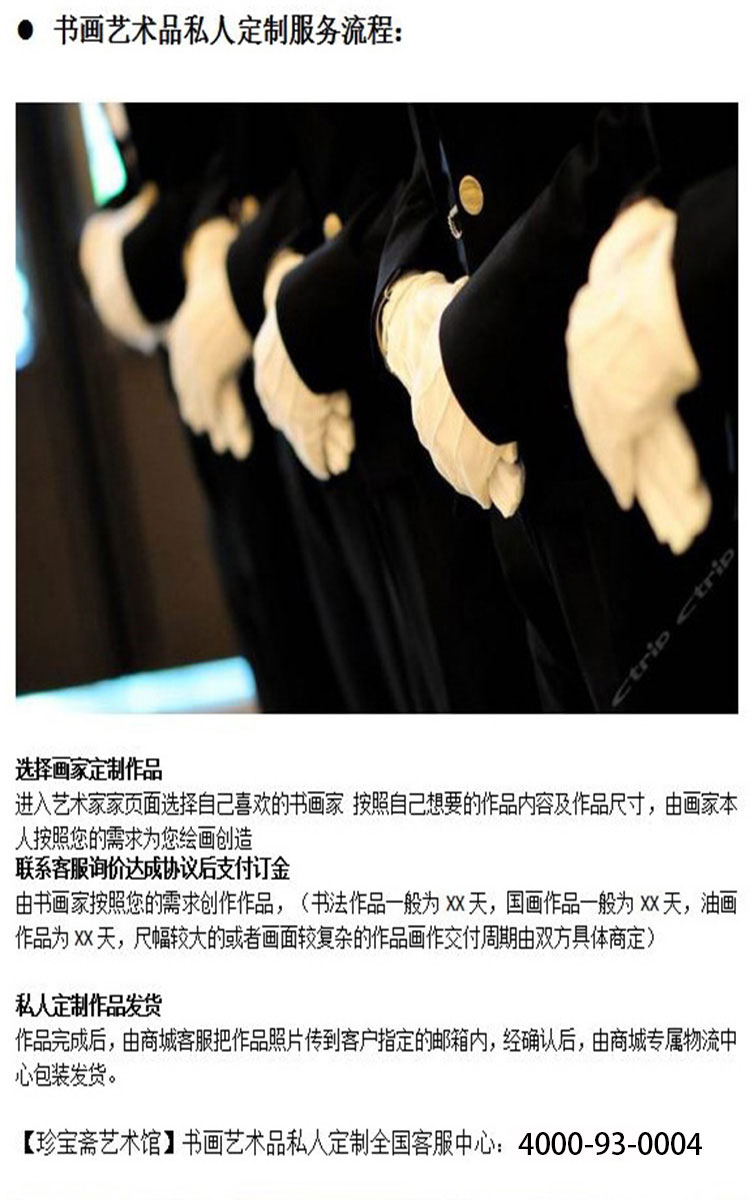 ● 书画艺术品私人定制服务流程：
ctrip ctrip
选择画家定制作品
进入艺术家家页面选择自己喜欢的书画家 按照自己想要的作品内容及作品尺寸，由画家本
人按照您的需求为您绘画创造
联系客服询价达成协议后支付订金
由书画家按照您的需求创作作品，（书法作品一般为 XX 天，国画作品一般为 XX 天，油画
作品为 XX 天，尺幅较大的或者画面较复杂的作品画作交付周期由双方具体商定）
私人定制作品发货
作品完成后，由商城客服把作品照片传到客户指定的邮箱内，经确认后，由商城专属物流中
心包装发货。
【珍宝斋艺术馆】书画艺术品私人定制全国客服中心：4000-93-0004